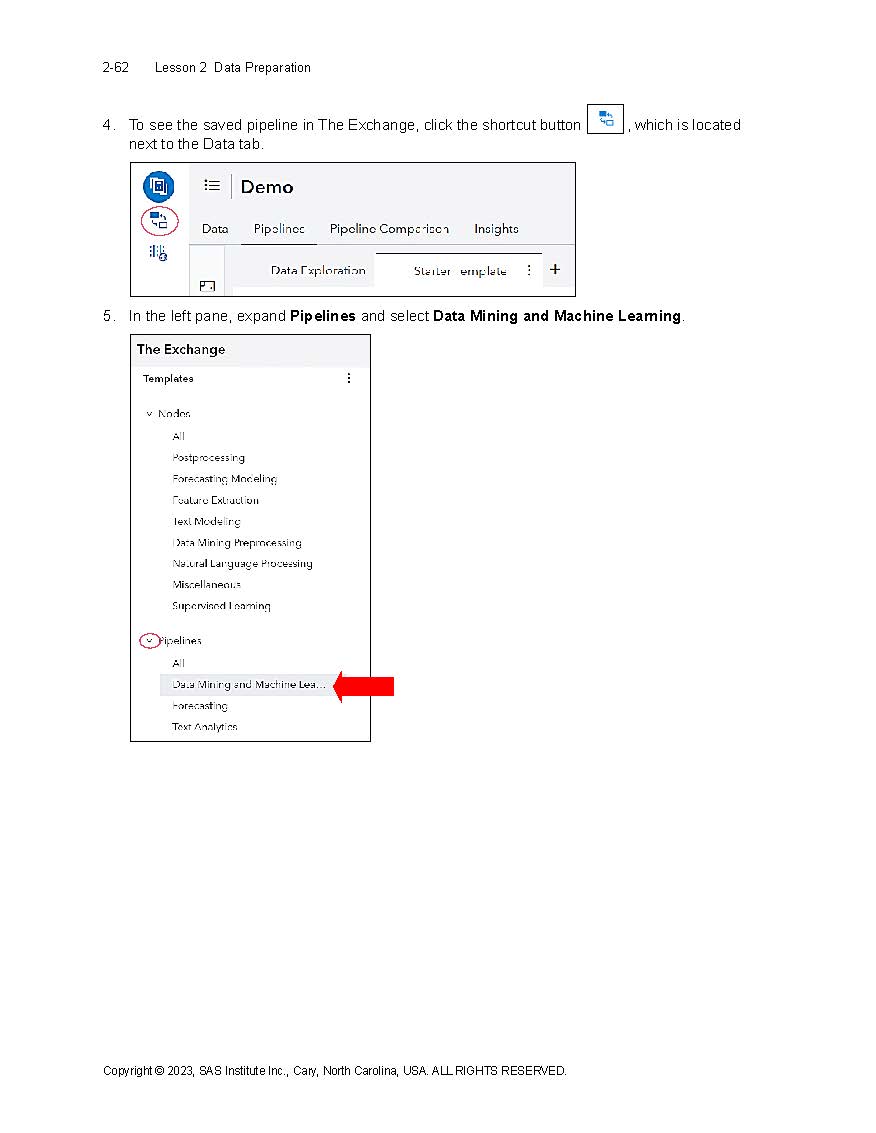 2-62 Lesson 2 Data Preparation
4. To see the saved pipeline in The Exchange, click the shortcut button , which is located
next to the Data tab.
Demo
Data Pipelines Pipeline Comparison Insights
Data Exploration Starter Template +
5. In the left pane, expand Pipelines and select Data Mining and Machine Learning.
The Exchange
Templates
Nodes
All
Postprocessing
Forecasting Modeling
Feature Extraction
Text Modeling
Data Mining Preprocessing
Natural Language Processing
Miscellaneous
Supervised Learning
Pipelines
All
Data Mining and Machine Lea...
Forecasting
Text Analytics
Copyright © 2023, SAS Institute Inc., Cary, North Carolina, USA. ALL RIGHTS RESERVED.